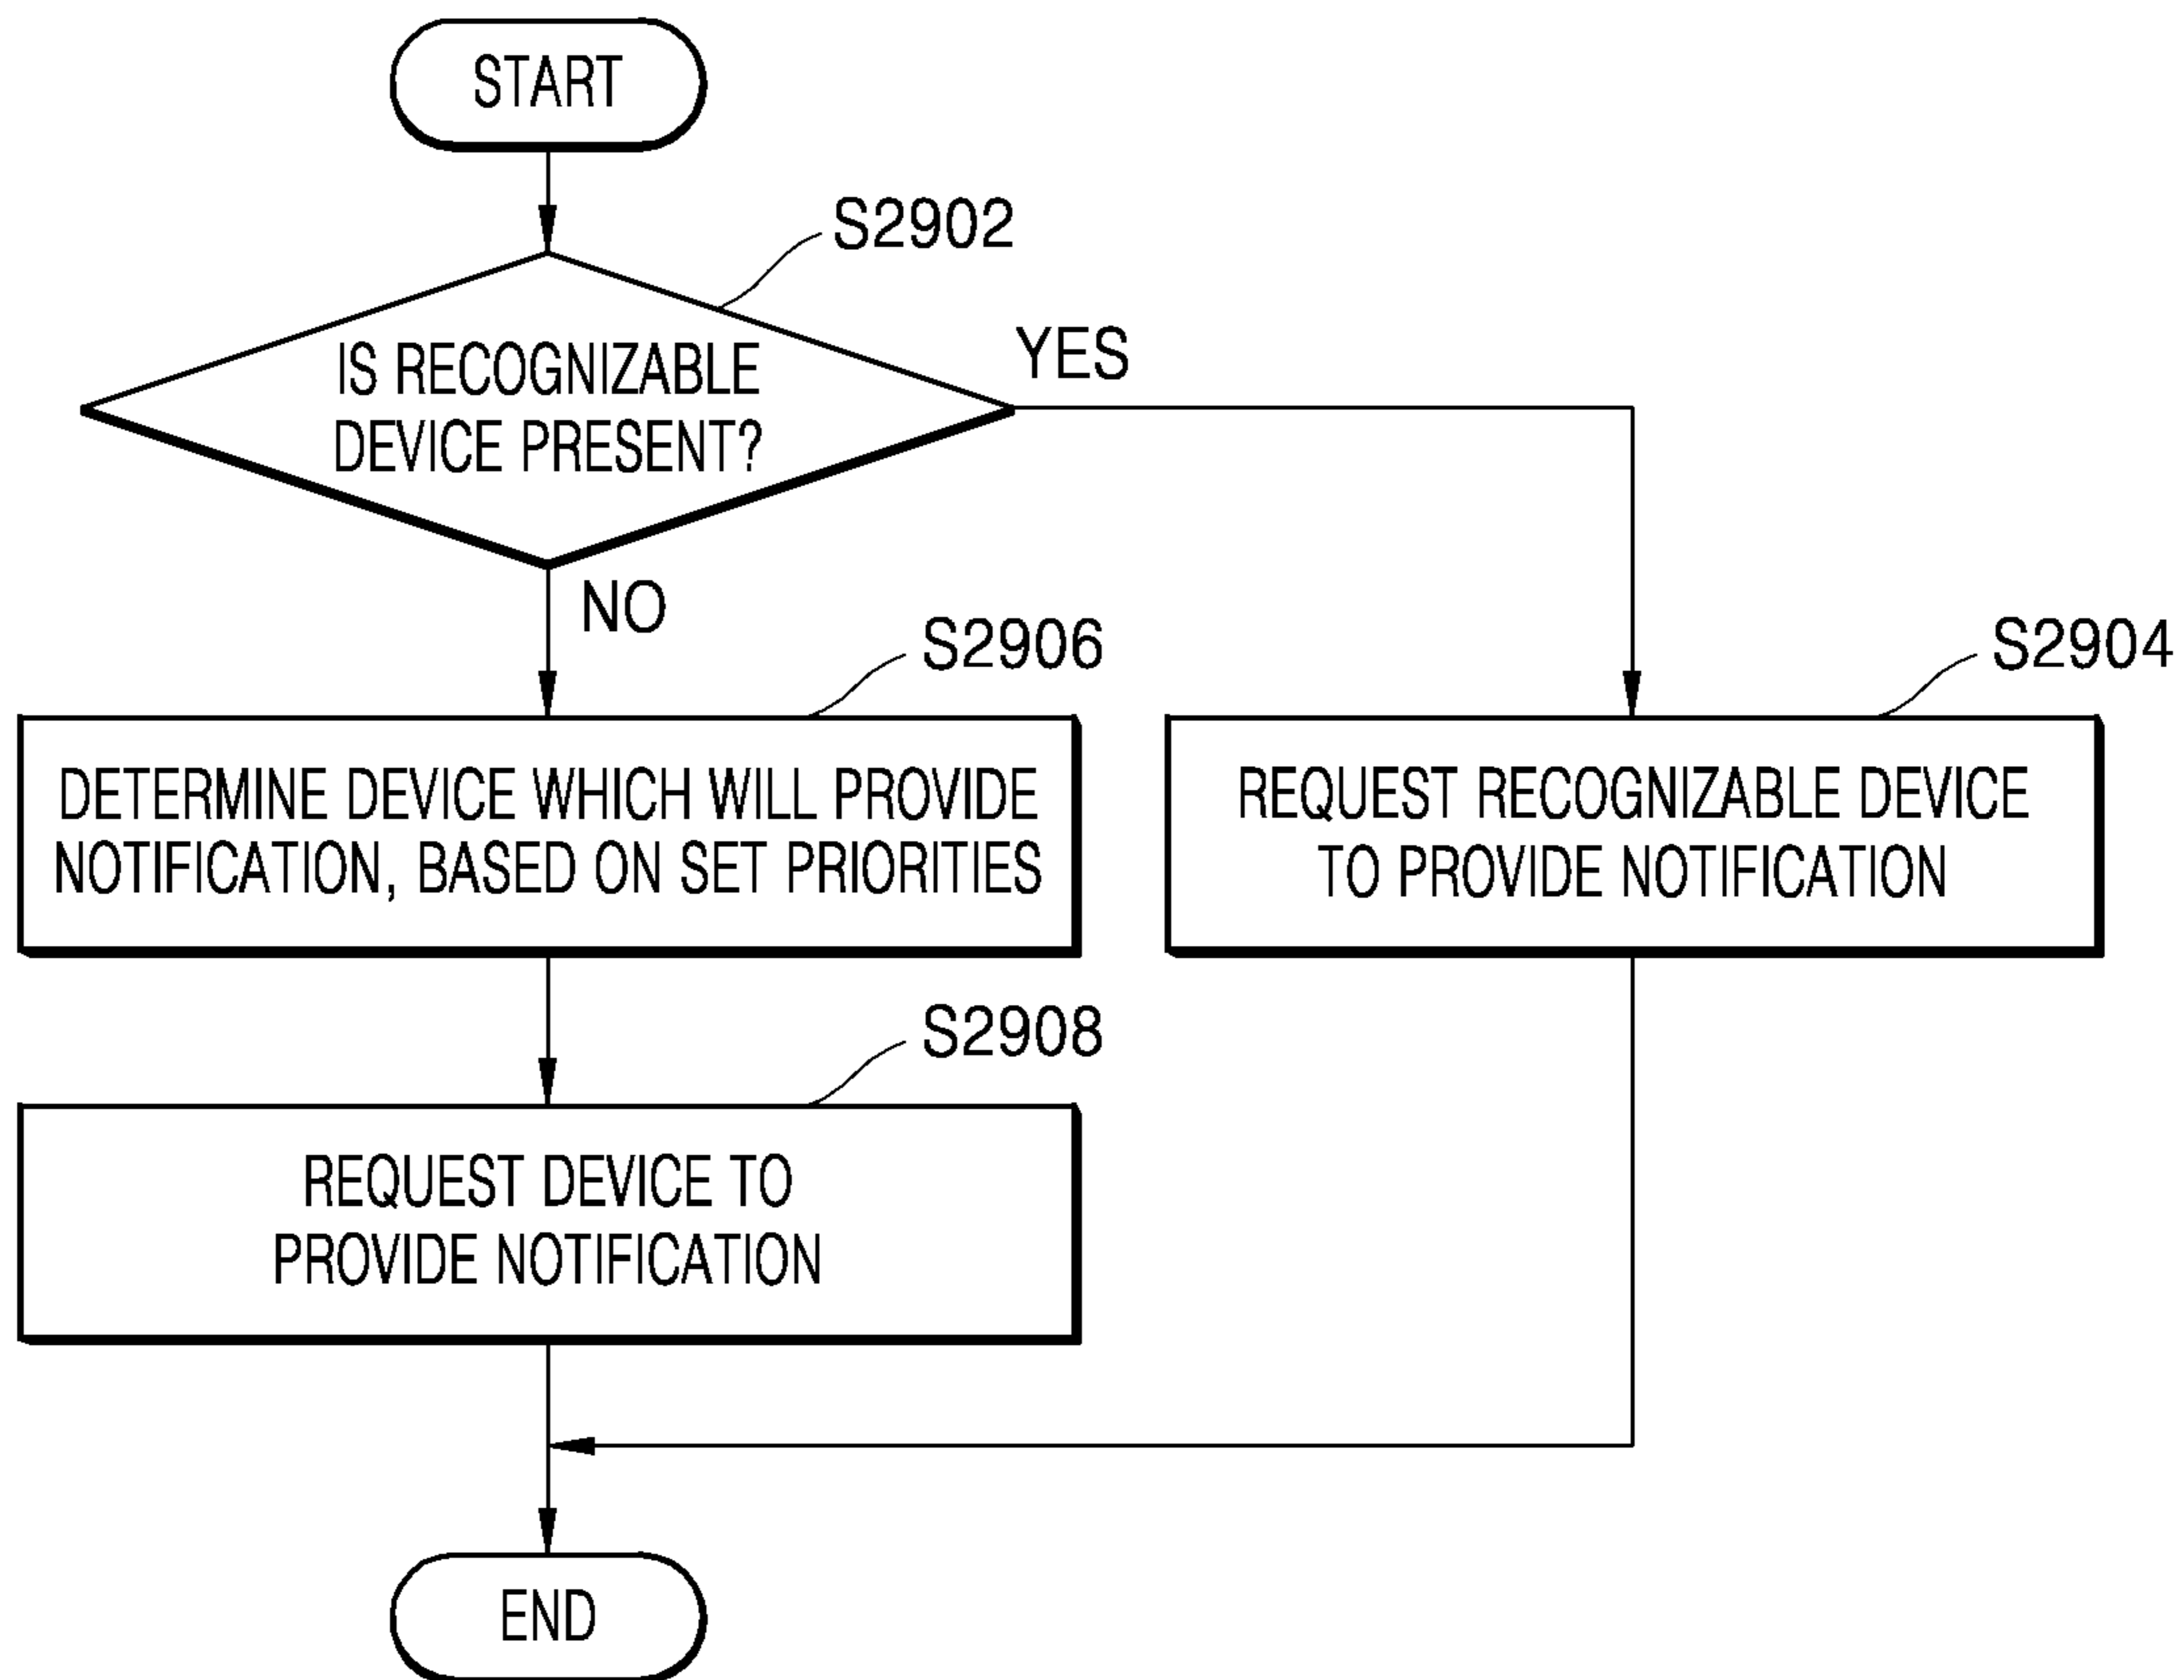 START
S2902
IS RECOGNIZABLE
DEVICE PRESENT?
YES
NO
S2906
DETERMINE DEVICE WHICH WILL PROVIDE
NOTIFICATION, BASED ON SET PRIORITIES
S2904
REQUEST RECOGNIZABLE DEVICE
TO PROVIDE NOTIFICATION
S2908
REQUEST DEVICE TO
PROVIDE NOTIFICATION
END